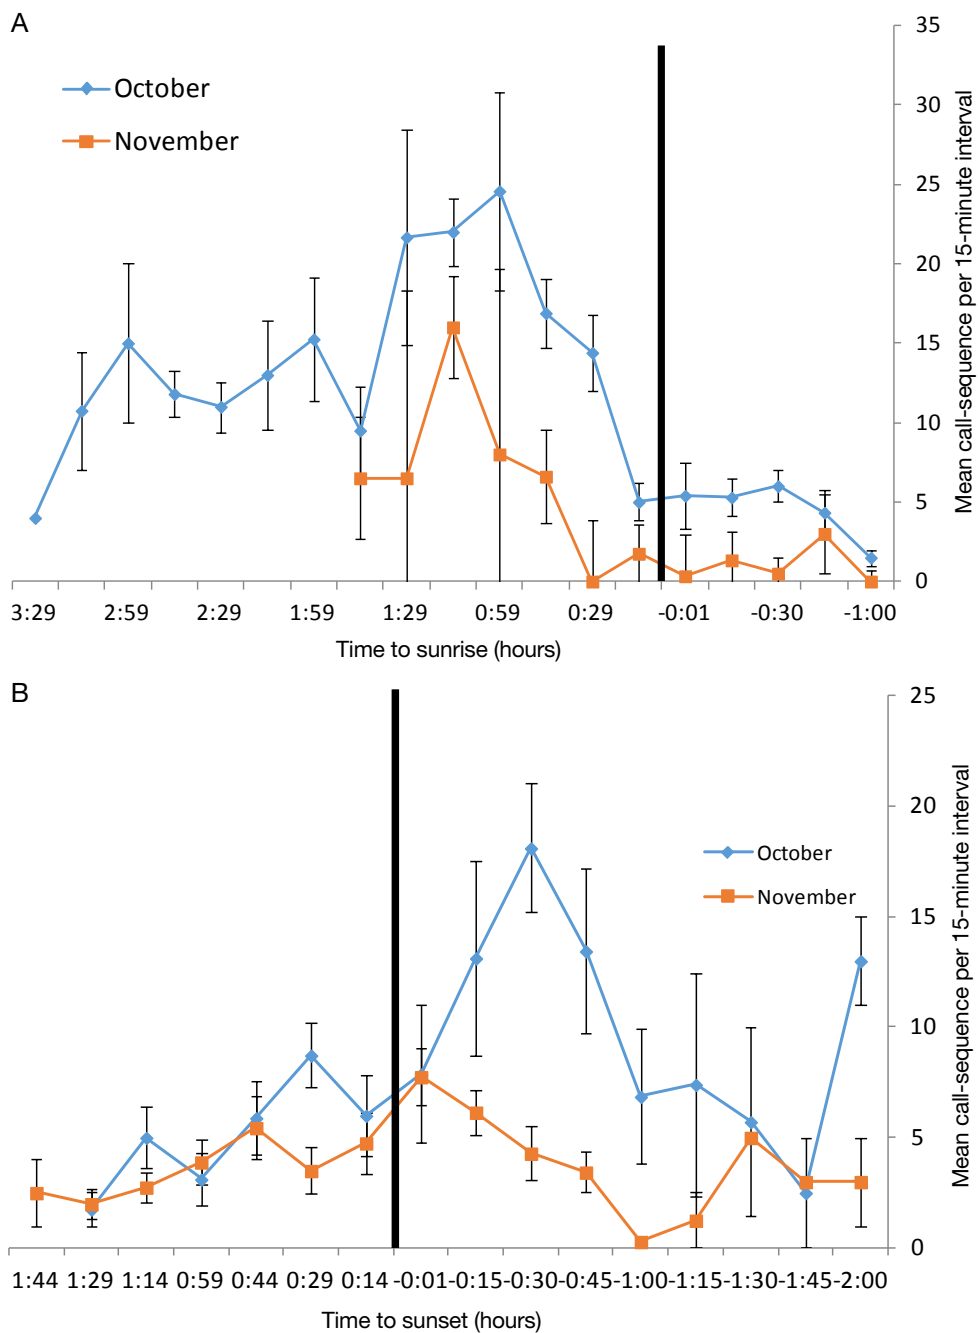 A
October
November
35
30
25
20
15
10
5
0
Mean call-sequence per 15-minute interval
3:29 2:59 2:29 1:59 1:29 0:59 0:29 -0:01 -0:30 -1:00
Time to sunrise (hours)
B
October
November
25
20
15
10
5
0
Mean call-sequence per 15-minute interval
1:44 1:29 1:14 0:59 0:44 0:29 0:14 -0:01 -0:15 -0:30 -0:45 -1:00 -1:15 -1:30 -1:45 -2:00
Time to sunset (hours)